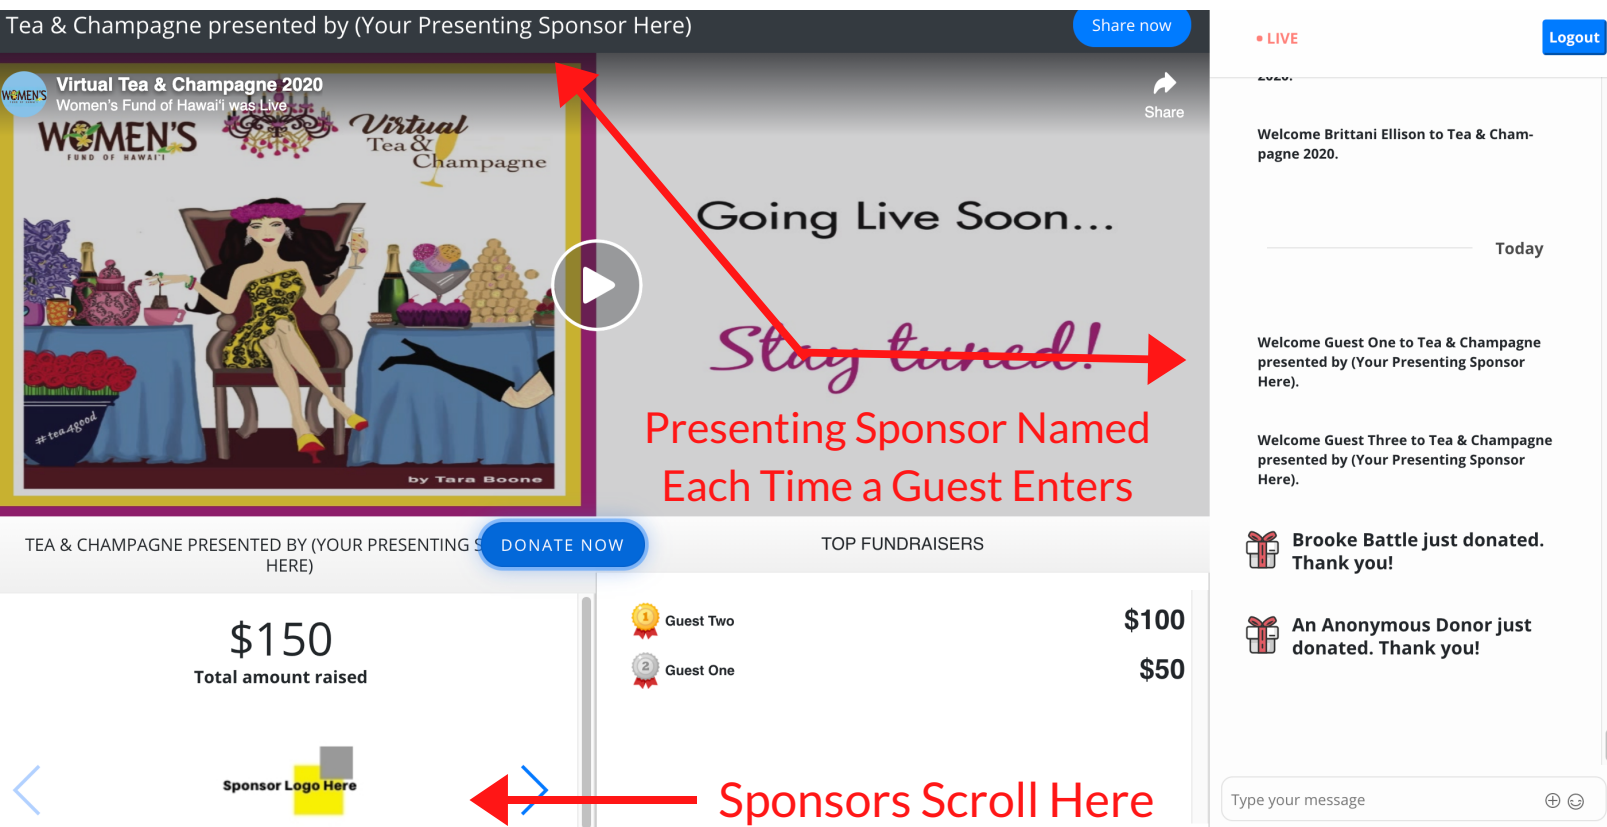 Tea & Champagne presented by (Your Presenting Sponsor Here)
Share now
Virtual Tea & Champagne 2020
Women's Fund of Hawai'i was Live
Share
WOMEN'S
WOMEN'S
FUND OF HAWAI'I
Virtual
Tea &
Champagne
#tea4good
by Tara Boone
Going Live Soon...
Stay tuned!
Presenting Sponsor Named
Each Time a Guest Enters
TEA & CHAMPAGNE PRESENTED BY (YOUR PRESENTING S
HERE)
DONATE NOW
TOP FUNDRAISERS
$150
Total amount raised
Sponsor Logo Here
1 Guest Two $100
2 Guest One $50
Sponsors Scroll Here
• LIVE
Logout
2020.
Welcome Brittani Ellison to Tea & Cham-
pagne 2020.
Today
Welcome Guest One to Tea & Champagne
presented by (Your Presenting Sponsor
Here).
Welcome Guest Three to Tea & Champagne
presented by (Your Presenting Sponsor
Here).
Brooke Battle just donated.
Thank you!
An Anonymous Donor just
donated. Thank you!
Type your message